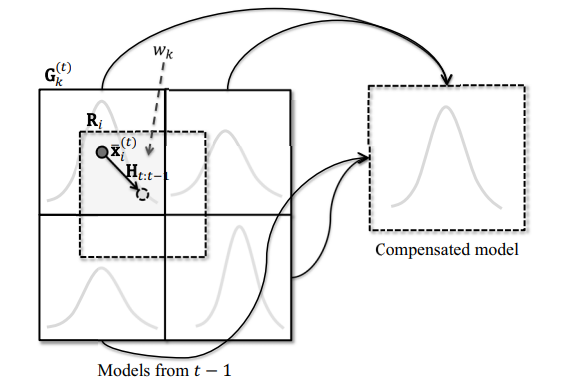 w_k
𝐆_k^{(t)}
𝐑_i
x̄_i^{(t)}
𝐇_{t:t−1}
Compensated model
Models from t − 1